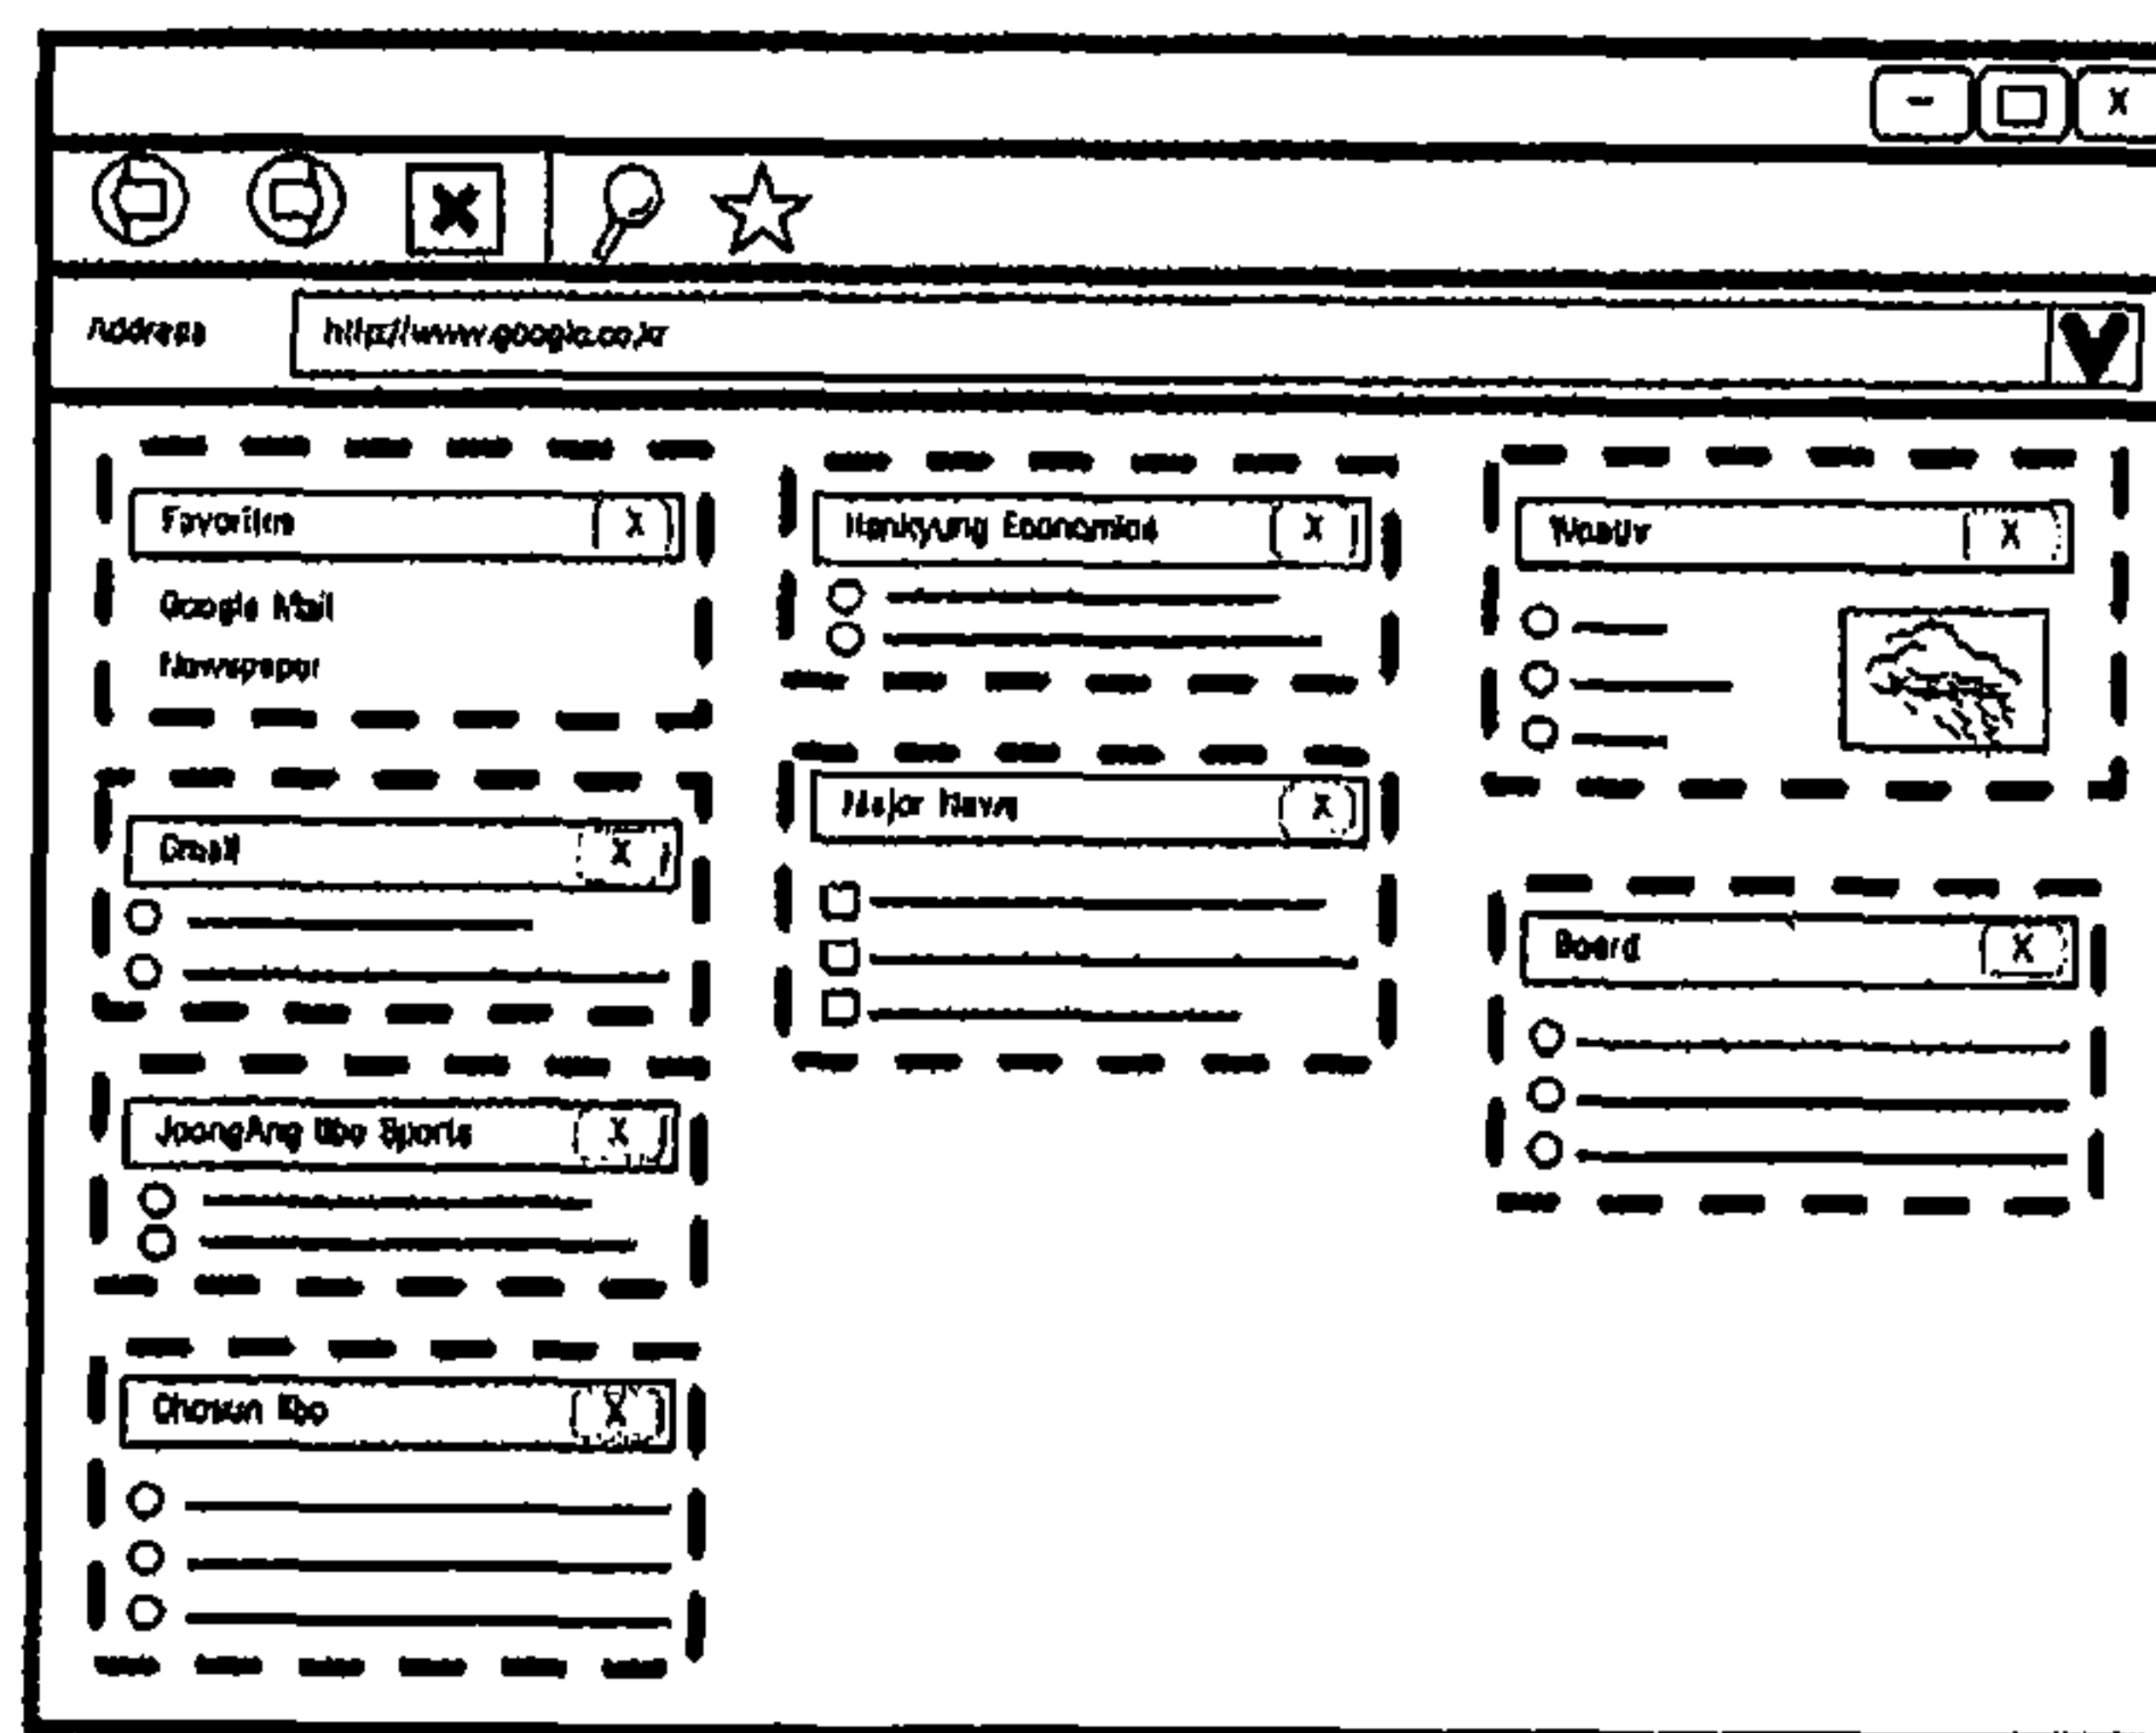 - □ X
Address http://www.google.co.kr
Favorites X
Google Mail
Newspaper
Gmail X
JoongAng Ilbo Sports X
Chosun Ilbo X
Hankyung Economics X
Major News X
X
Board X